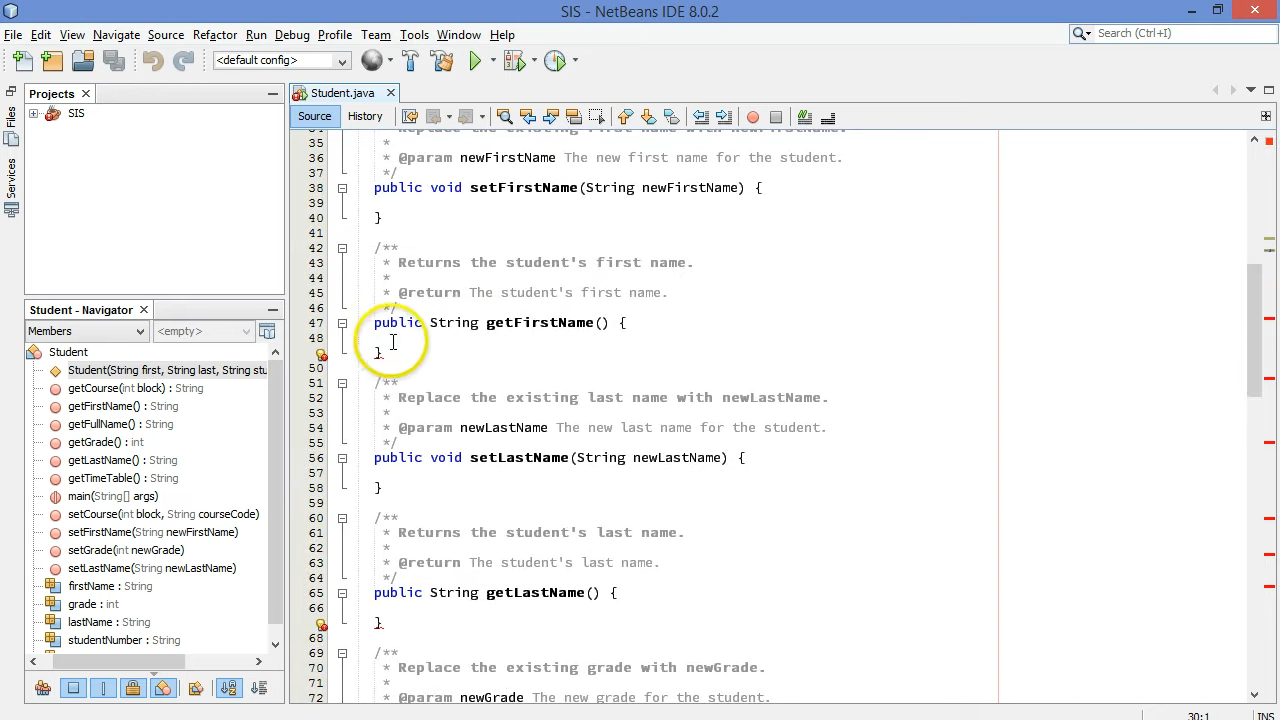 SIS - NetBeans IDE 8.0.2
File Edit View Navigate Source Refactor Run Debug Profile Team Tools Window Help
Search (Ctrl+I)
<default config>
Projects
Student.java
SIS
Source History
Files
Services
35 *
36 * @param newFirstName The new first name for the student.
37 */
38 public void setFirstName(String newFirstName) {
39
40 }
42 /**
43 * Returns the student's first name.
44 *
45 * @return The student's first name.
46 */
47 public String getFirstName() {
48
}
50
51 /**
52 * Replace the existing last name with newLastName.
53 *
54 * @param newLastName The new last name for the student.
55 */
56 public void setLastName(String newLastName) {
57
58 }
59
60 /**
61 * Returns the student's last name.
62 *
63 * @return The student's last name.
64 */
65 public String getLastName() {
66
}
68
69 /**
70 * Replace the existing grade with newGrade.
71 *
72 * @param newGrade The new grade for the student.
Student - Navigator
Members
<empty>
Student
Student(String first, String last, String stu
getCourse(int block) : String
getFirstName() : String
getFullName() : String
getGrade() : int
getLastName() : String
getTimeTable() : String
main(String[] args)
setCourse(int block, String courseCode)
setFirstName(String newFirstName)
setGrade(int newGrade)
setLastName(String newLastName)
firstName : String
grade : int
lastName : String
studentNumber : String
30:1
INS